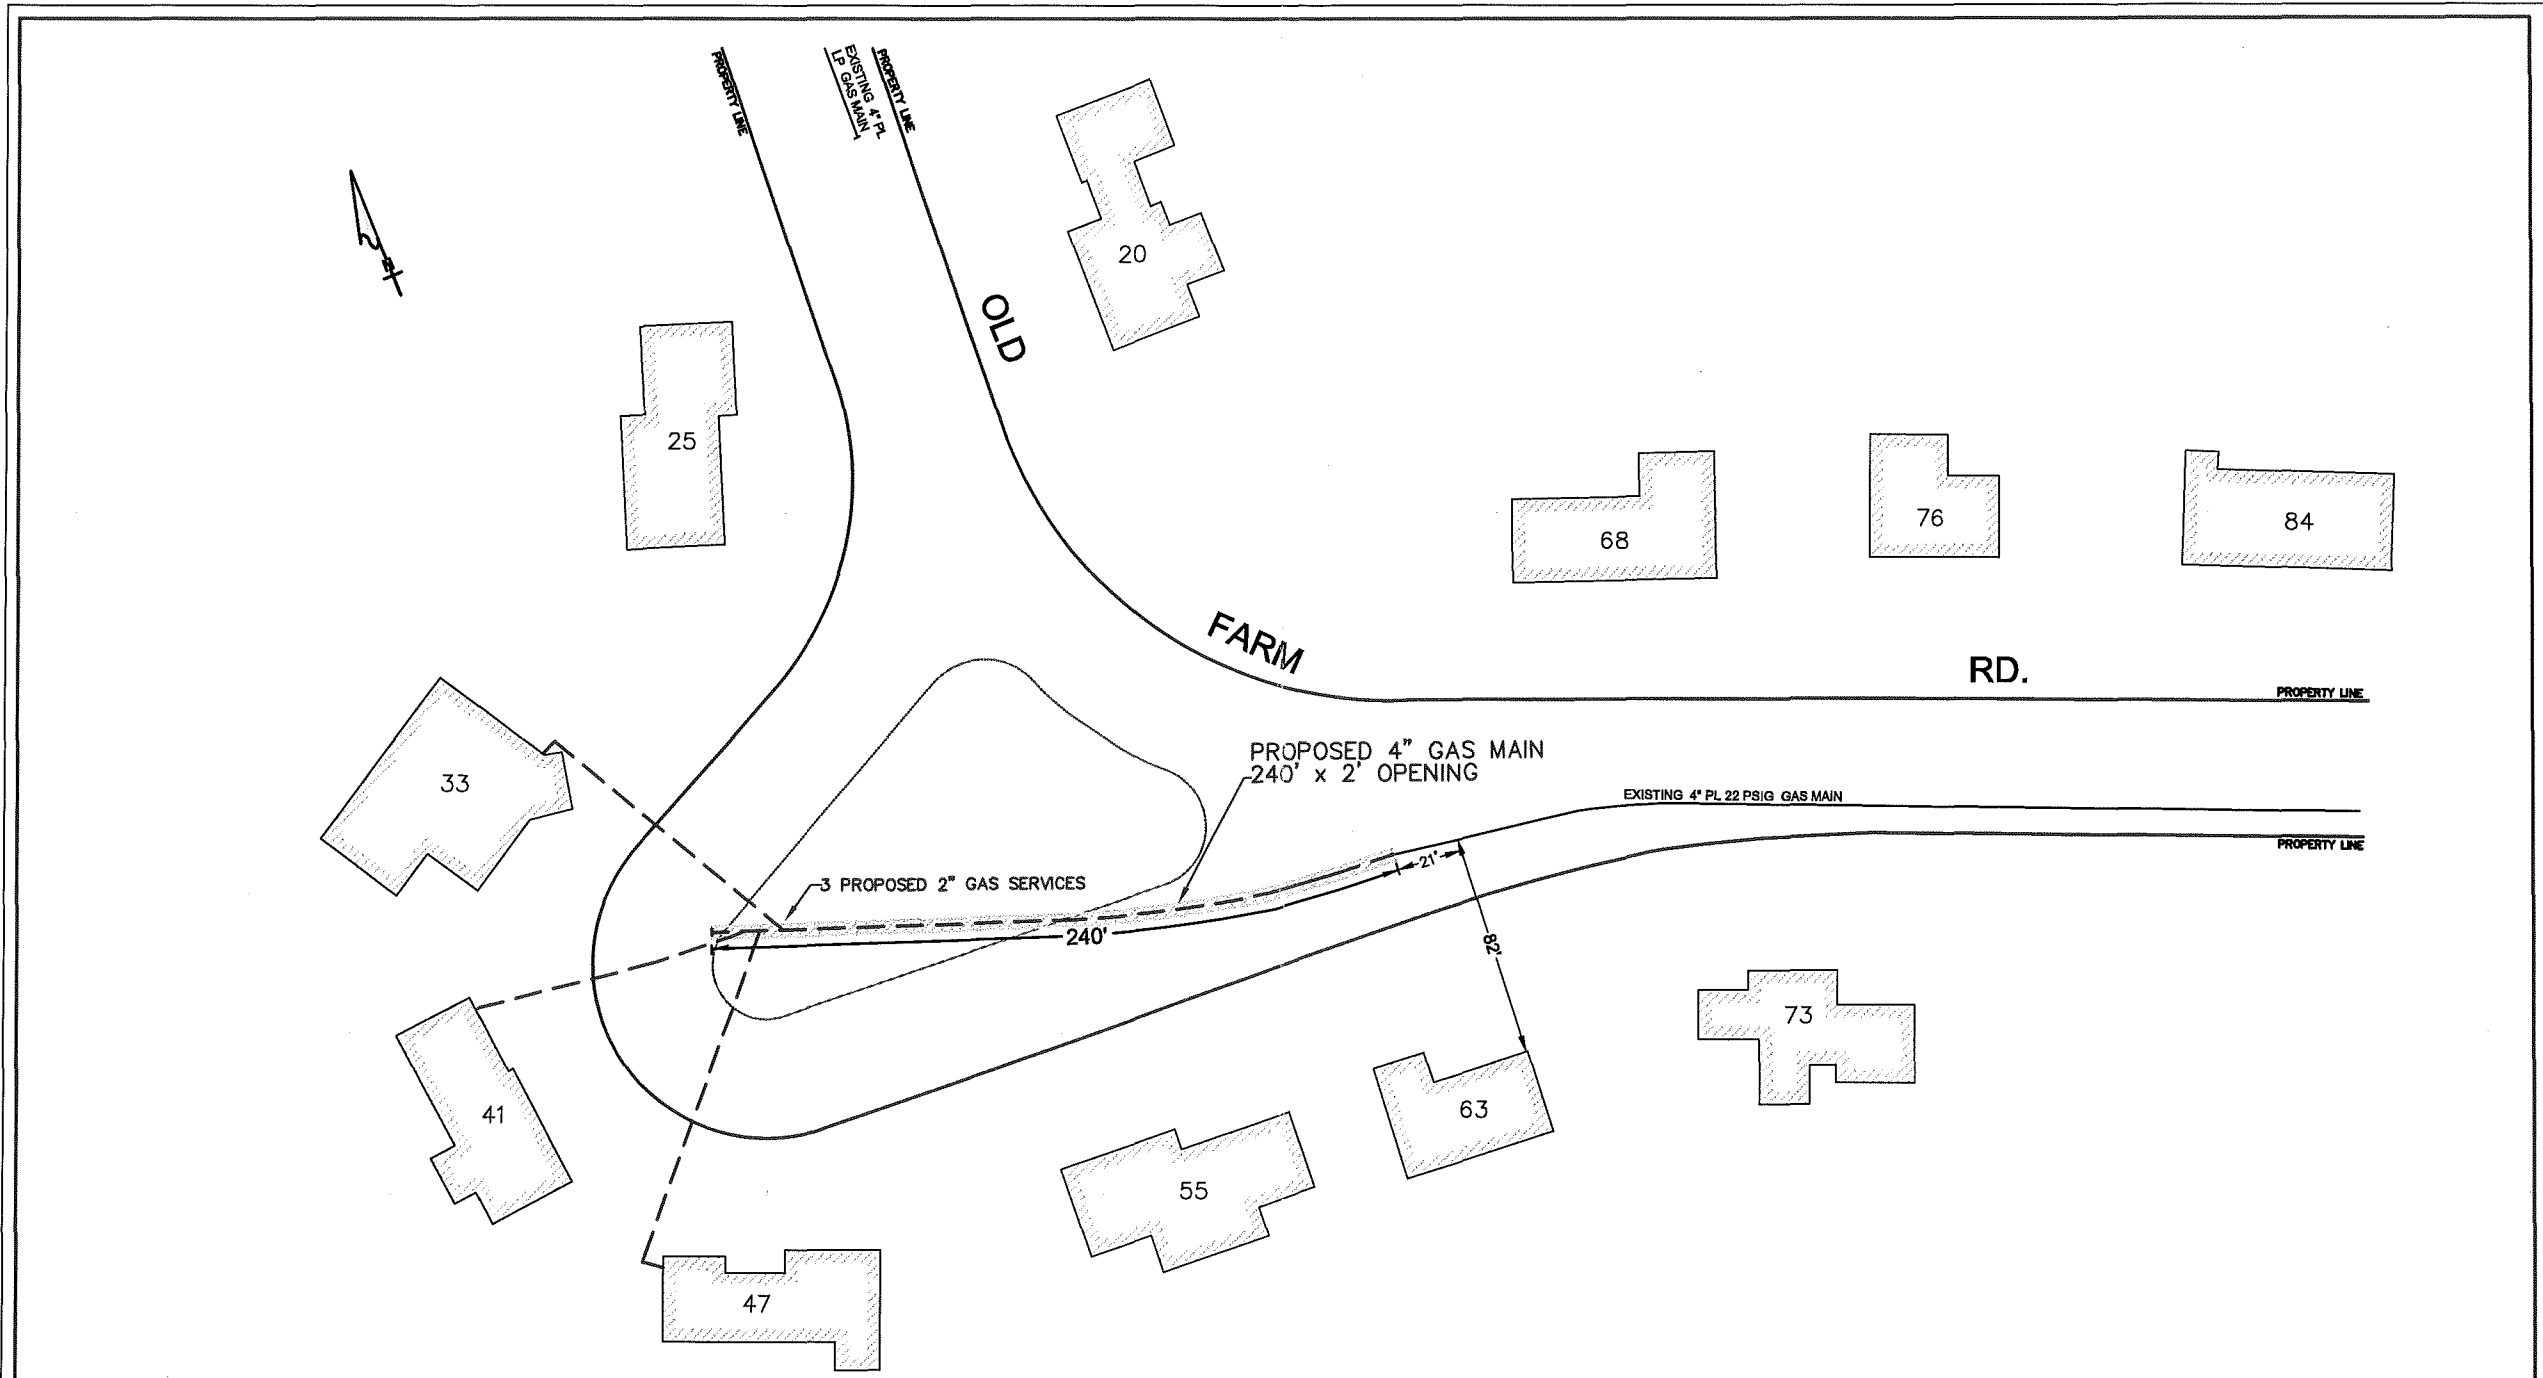 PROPERTY LINE
EXISTING 4" PL
LP GAS MAIN
PROPERTY LINE
N
20
OLD
25
68
76
84
FARM
RD.
PROPERTY LINE
33
PROPOSED 4" GAS MAIN
240' x 2' OPENING
EXISTING 4" PL 22 PSIG GAS MAIN
PROPERTY LINE
21'
3 PROPOSED 2" GAS SERVICES
240'
82'
73
41
63
55
47